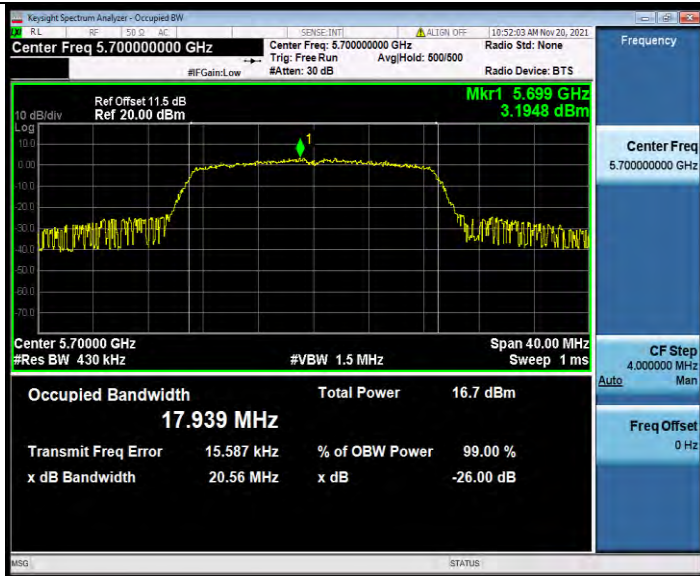 Keysight Spectrum Analyzer - Occupied BW
RL RF 50 Ω AC SENSE:INT ALIGN OFF 10:52:03 AM Nov 20, 2021
Center Freq 5.700000000 GHz
Center Freq: 5.700000000 GHz
Radio Std: None
Trig: Free Run Avg|Hold: 500/500
#IFGain:Low #Atten: 30 dB Radio Device: BTS
Frequency
Ref Offset 11.5 dB
10 dB/div Ref 20.00 dBm
Mkr1 5.699 GHz
3.1948 dBm
Log
10.0
0.00
-10.0
-20.0
-30.0
-40.0
-50.0
-60.0
-70.0
1
Center 5.70000 GHz Span 40.00 MHz
#Res BW 430 kHz #VBW 1.5 MHz Sweep 1 ms
Occupied Bandwidth Total Power 16.7 dBm
17.939 MHz
Transmit Freq Error 15.587 kHz % of OBW Power 99.00 %
x dB Bandwidth 20.56 MHz x dB -26.00 dB
Center Freq
5.700000000 GHz
CF Step
4.000000 MHz
Auto Man
Freq Offset
0 Hz
MSG STATUS